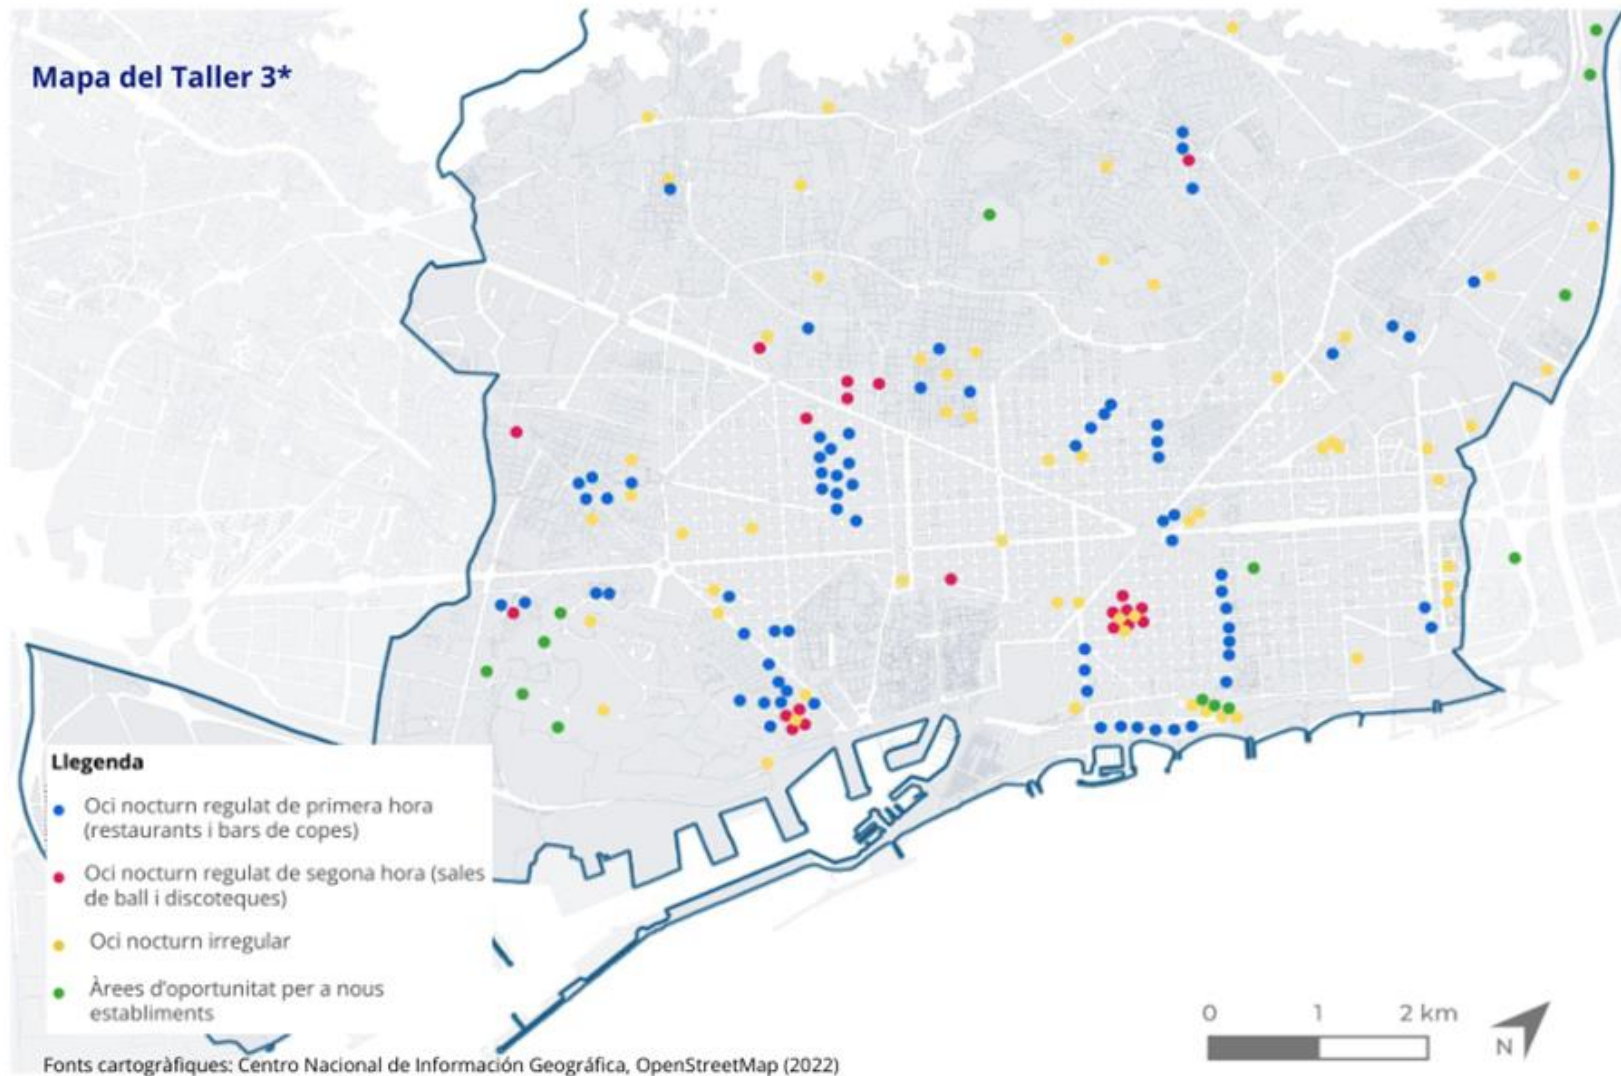 Mapa del Taller 3*
Llegenda
Oci nocturn regulat de primera hora
(restaurants i bars de copes)
Oci nocturn regulat de segona hora (sales
de ball i discoteques)
Oci nocturn irregular
Àrees d'oportunitat per a nous
establiments
0 1 2 km
N
Fonts cartogràfiques: Centro Nacional de Información Geográfica, OpenStreetMap (2022)